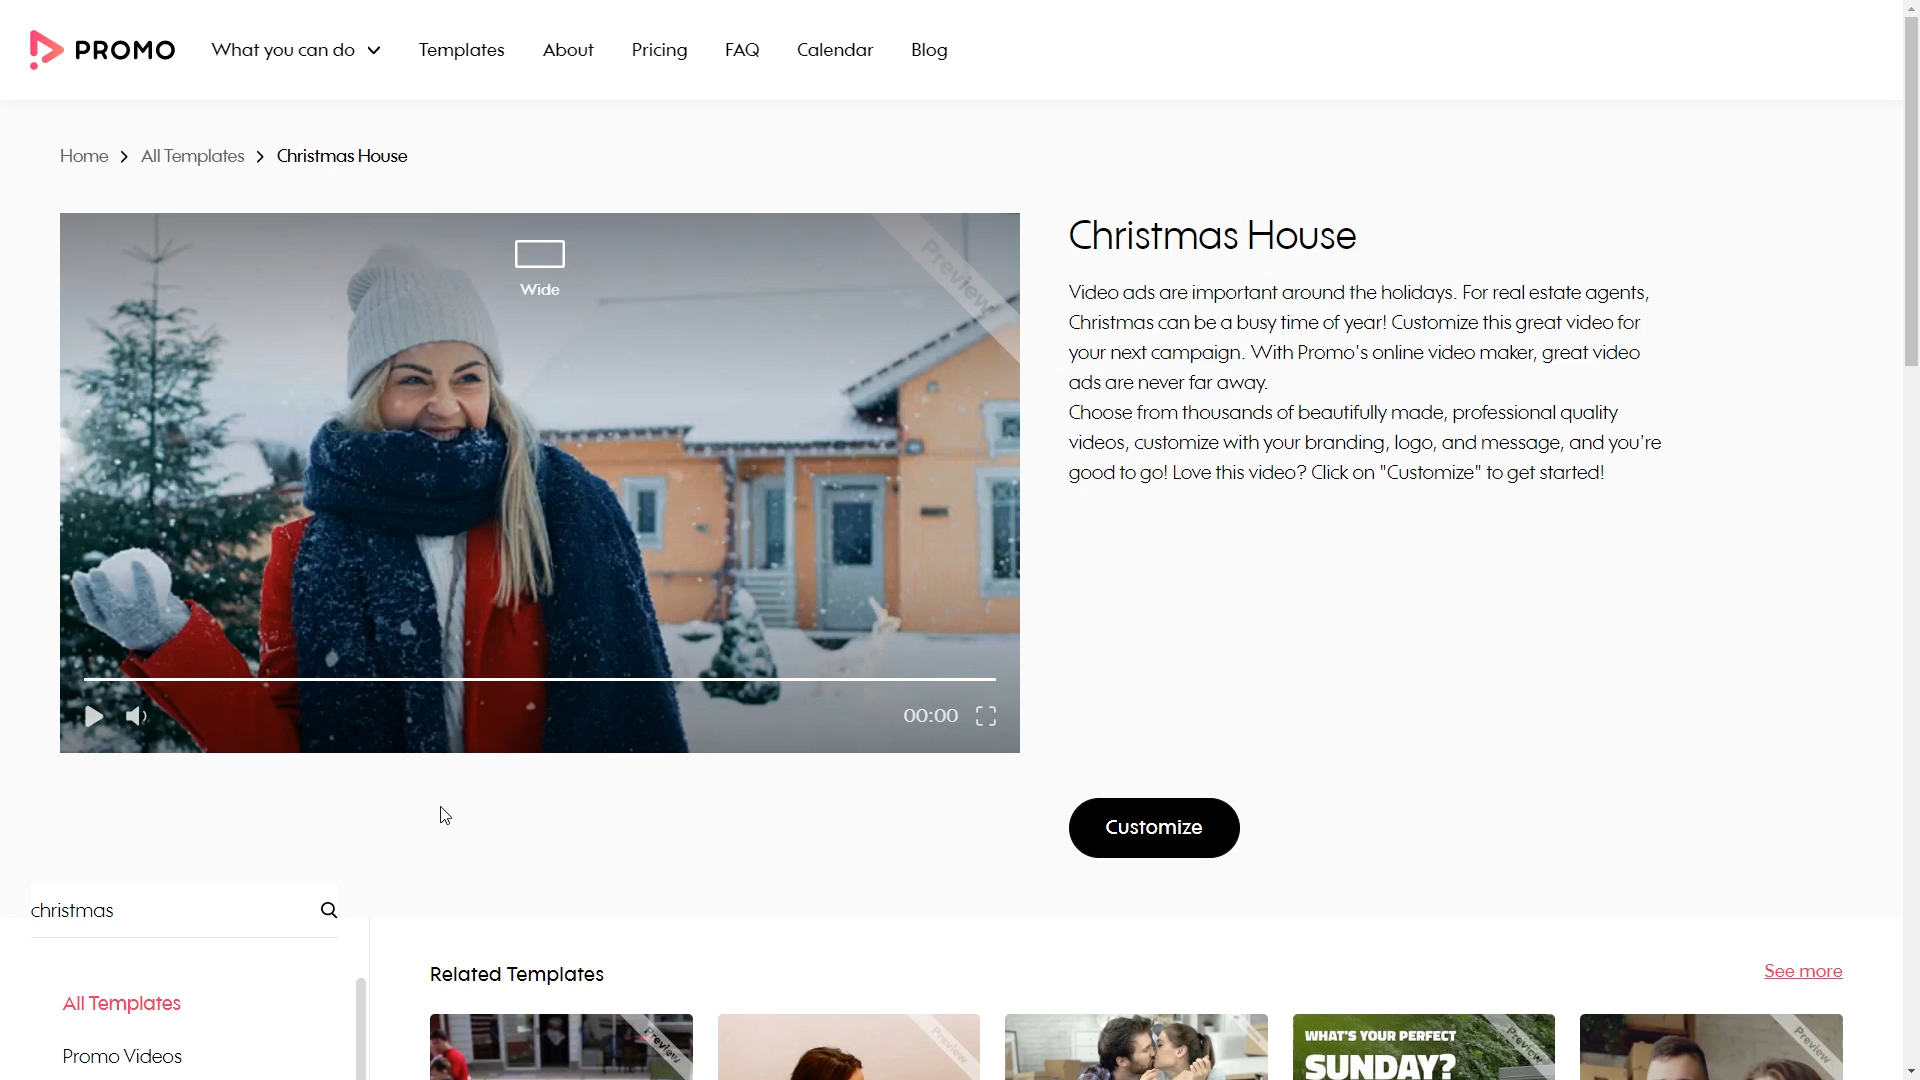 PROMO
What you can do
Templates
About
Pricing
FAQ
Calendar
Blog
Home
All Templates
Christmas House
Preview
Wide
00:00
Christmas House
Video ads are important around the holidays. For real estate agents,
Christmas can be a busy time of year! Customize this great video for
your next campaign. With Promo's online video maker, great video
ads are never far away.
Choose from thousands of beautifully made, professional quality
videos, customize with your branding, logo, and message, and you're
good to go! Love this video? Click on "Customize" to get started!
Customize
christmas
All Templates
Promo Videos
Related Templates
See more
Preview
Preview
WHAT'S YOUR PERFECT
SUNDAY?
Preview
Preview